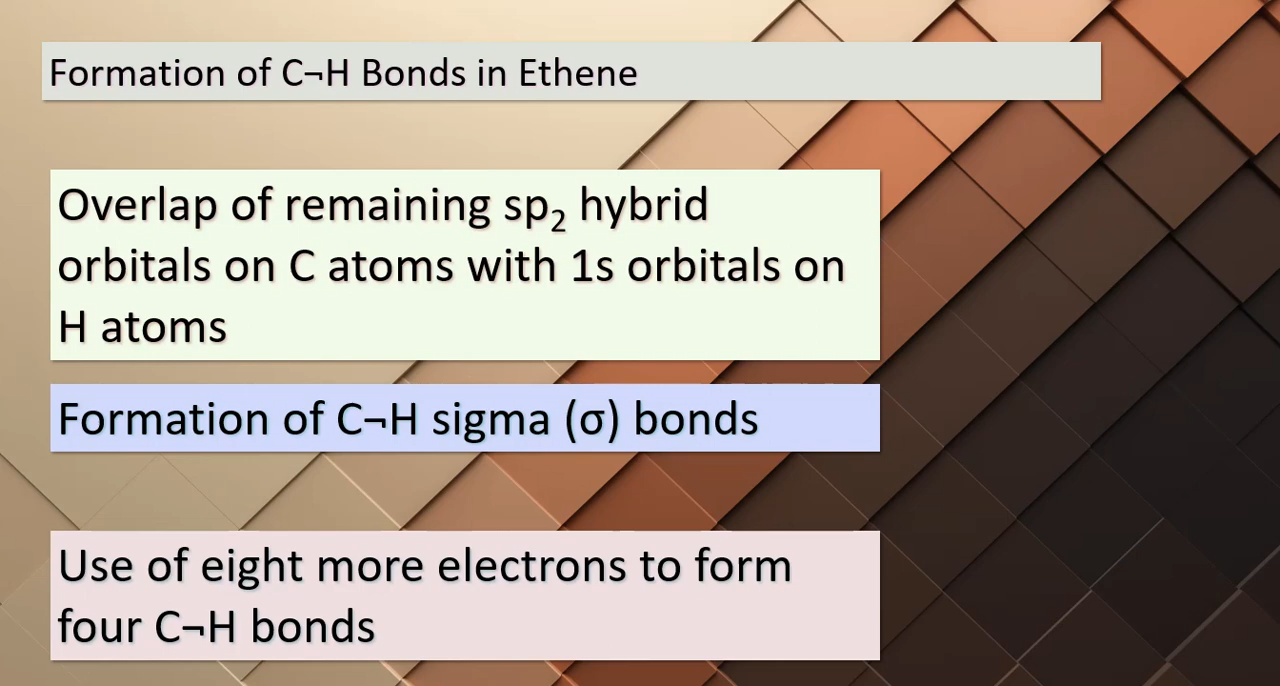 Formation of C¬H Bonds in Ethene
Overlap of remaining sp₂ hybrid
orbitals on C atoms with 1s orbitals on
H atoms
Formation of C¬H sigma (σ) bonds
Use of eight more electrons to form
four C¬H bonds